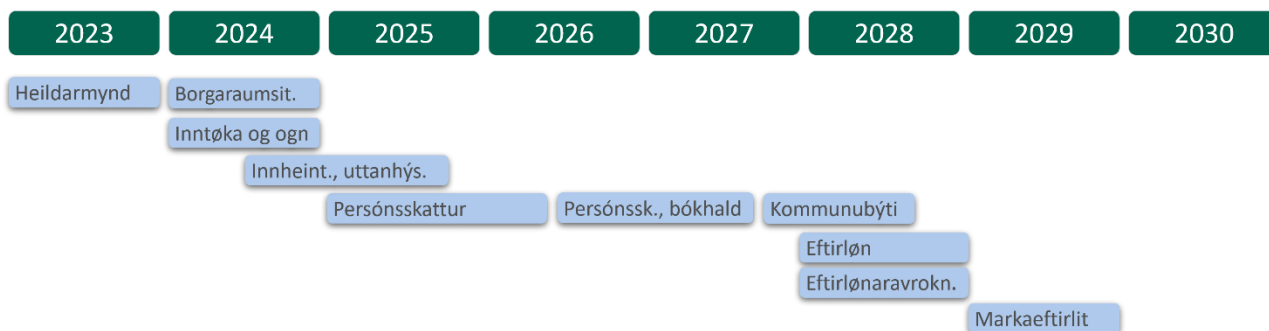 2023 2024 2025 2026 2027 2028 2029 2030
Heildarmynd Borgaraumsit.
Inntøka og ogn
Innheint., uttanhýs.
Persónsskattur Persónssk., bókhald Kommunubýti
Eftirløn
Eftirlønaravrokn.
Markaeftirlit